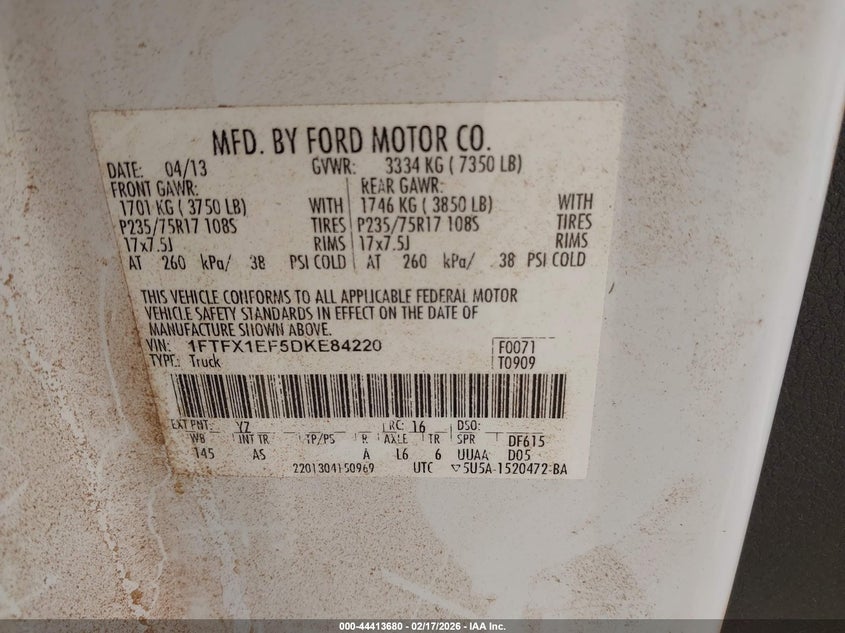 MFD. BY FORD MOTOR CO.
DATE: 04/13 GVWR: 3334 KG ( 7350 LB)
FRONT GAWR: REAR GAWR:
1701 KG ( 3750 LB) WITH 1746 KG ( 3850 LB) WITH
P235/75R17 108S TIRES P235/75R17 108S TIRES
17x7.5J RIMS 17x7.5J RIMS
AT 260 kPa/ 38 PSI COLD AT 260 kPa/ 38 PSI COLD
THIS VEHICLE CONFORMS TO ALL APPLICABLE FEDERAL MOTOR
VEHICLE SAFETY STANDARDS IN EFFECT ON THE DATE OF
MANUFACTURE SHOWN ABOVE.
VIN: 1FTFX1EF5DKE84220 F0071
TYPE: Truck T0909
EXT PNT: YZ RC: 16 DSO:
WB INT TR TP/PS R AXLE TR SPR DF615
145 AS A L6 6 UUAA D05
2201304150969 UTC ▽5U5A-1520472-BA
000-44413680 - 02/17/2026 - IAA Inc.